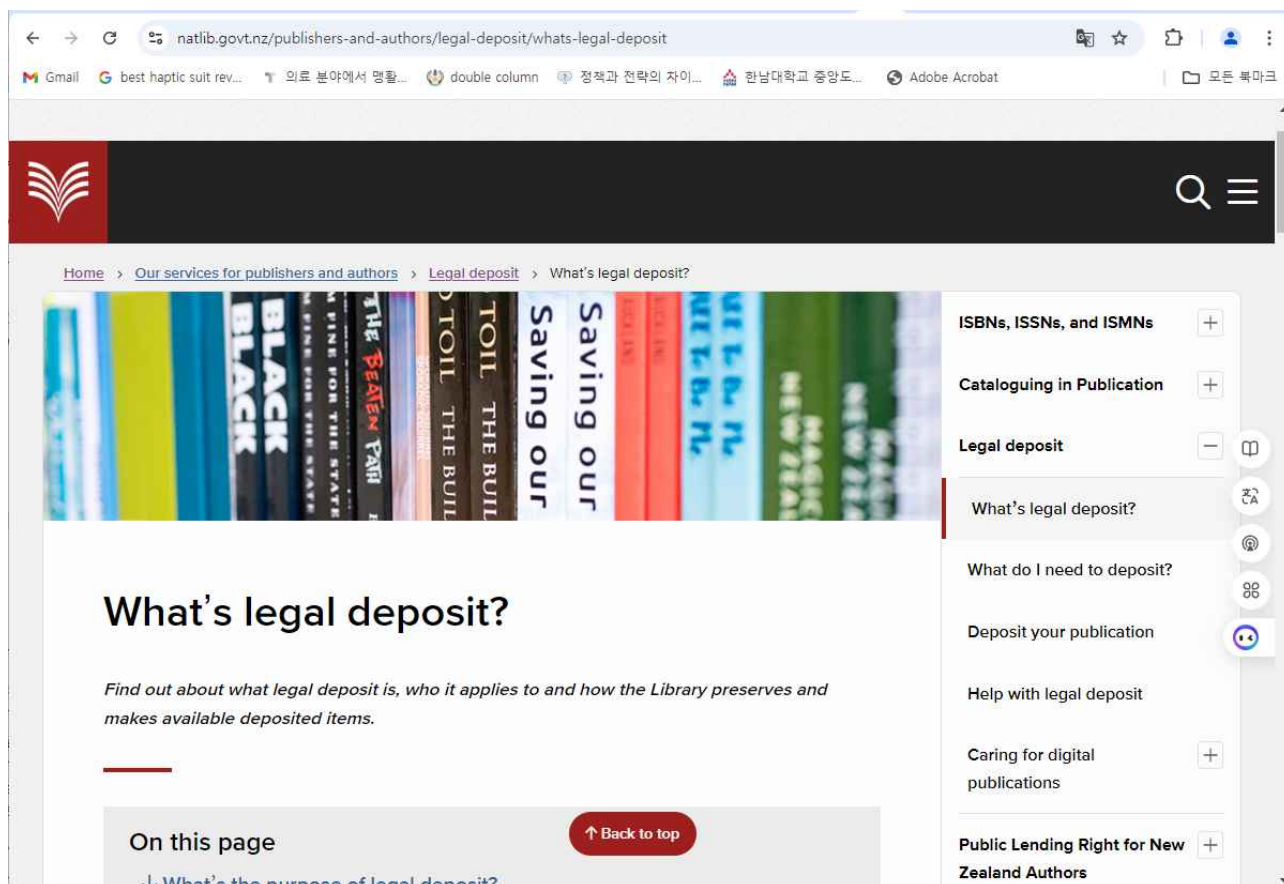 natlib.govt.nz/publishers-and-authors/legal-deposit/whats-legal-deposit
Gmail
best haptic suit rev...
의료 분야에서 명활...
double column
정책과 전략의 차이...
한남대학교 중앙도...
Adobe Acrobat
모든 북마크
Home > Our services for publishers and authors > Legal deposit > What's legal deposit?
BLACK
BLACK
THE BEATEN PATH
TOIL THE BUIL
TOIL THE BUIL
Saving our
Saving our
What's legal deposit?
Find out about what legal deposit is, who it applies to and how the Library preserves and
makes available deposited items.
On this page
↓ What's the purpose of legal deposit?
↑ Back to top
ISBNs, ISSNs, and ISMNs
Cataloguing in Publication
Legal deposit
What's legal deposit?
What do I need to deposit?
Deposit your publication
Help with legal deposit
Caring for digital
publications
Public Lending Right for New
Zealand Authors